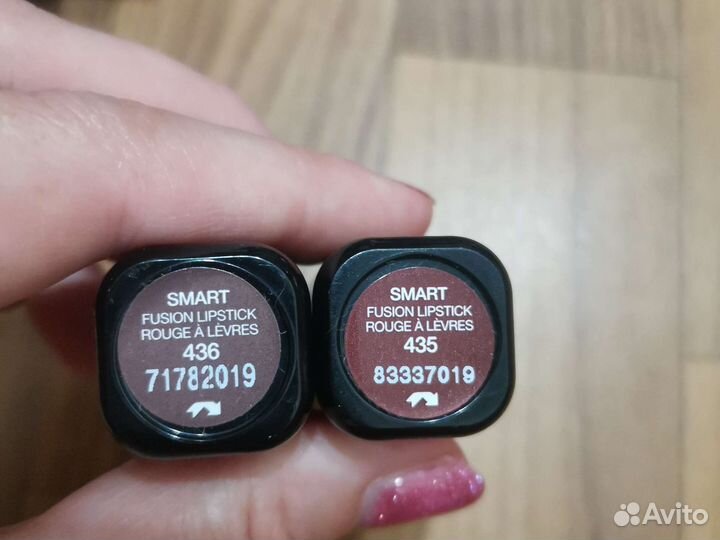 SMART
FUSION LIPSTICK
ROUGE À LÈVRES
436
71782019
SMART
FUSION LIPSTICK
ROUGE À LÈVRES
435
83337019
Avito